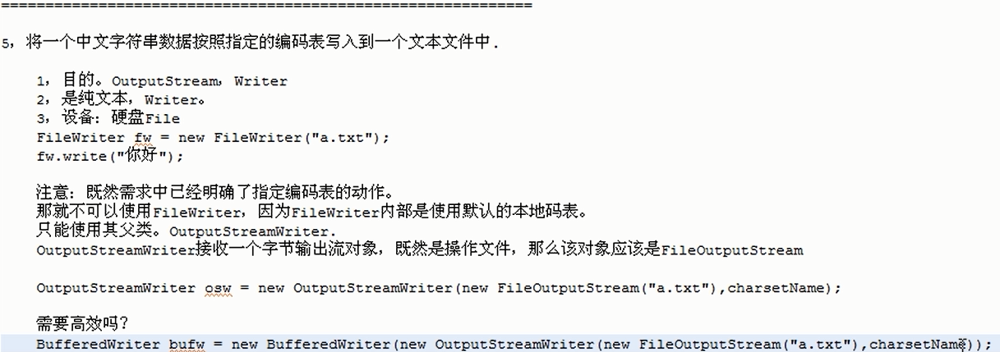 ============================================================
5，将一个中文字符串数据按照指定的编码表写入到一个文本文件中.
1，目的。OutputStream，Writer
2，是纯文本，Writer。
3，设备：硬盘File
FileWriter fw = new FileWriter("a.txt");
fw.write("你好");
注意：既然需求中已经明确了指定编码表的动作。
那就不可以使用FileWriter，因为FileWriter内部是使用默认的本地码表。
只能使用其父类。OutputStreamWriter.
OutputStreamWriter接收一个字节输出流对象，既然是操作文件，那么该对象应该是FileOutputStream
OutputStreamWriter osw = new OutputStreamWriter(new FileOutputStream("a.txt"),charsetName);
需要高效吗？
BufferedWriter bufw = new BufferedWriter(new OutputStreamWriter(new FileOutputStream("a.txt"),charsetName));